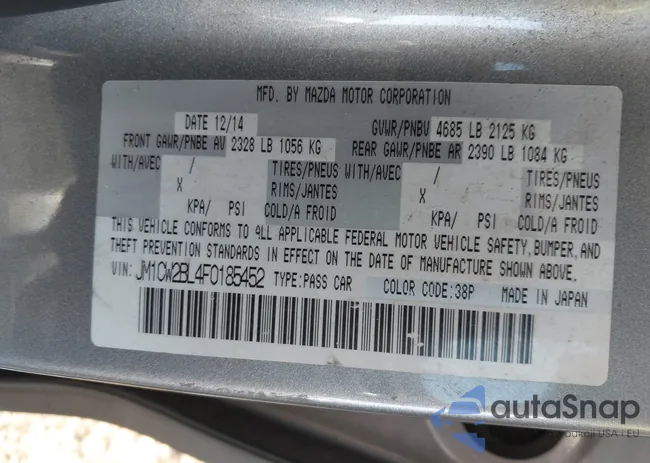 MFD. BY MAZDA MOTOR CORPORATION
DATE 12/14 GVWR/PNBV 4685 LB 2125 KG
FRONT GAWR/PNBE AV 2328 LB 1056 KG REAR GAWR/PNBE AR 2390 LB 1084 KG
WITH/AVEC / TIRES/PNEUS WITH/AVEC / TIRES/PNEUS
X RIMS/JANTES X RIMS/JANTES
KPA/ PSI COLD/A FROID KPA/ PSI COLD/A FROID
THIS VEHICLE CONFORMS TO ALL APPLICABLE FEDERAL MOTOR VEHICLE SAFETY, BUMPER, AND
THEFT PREVENTION STANDARDS IN EFFECT ON THE DATE OF MANUFACTURE SHOWN ABOVE.
VIN: JM1CW2BL4F0185452 TYPE:PASS CAR COLOR CODE:38P MADE IN JAPAN
autaSnap
USA i EU